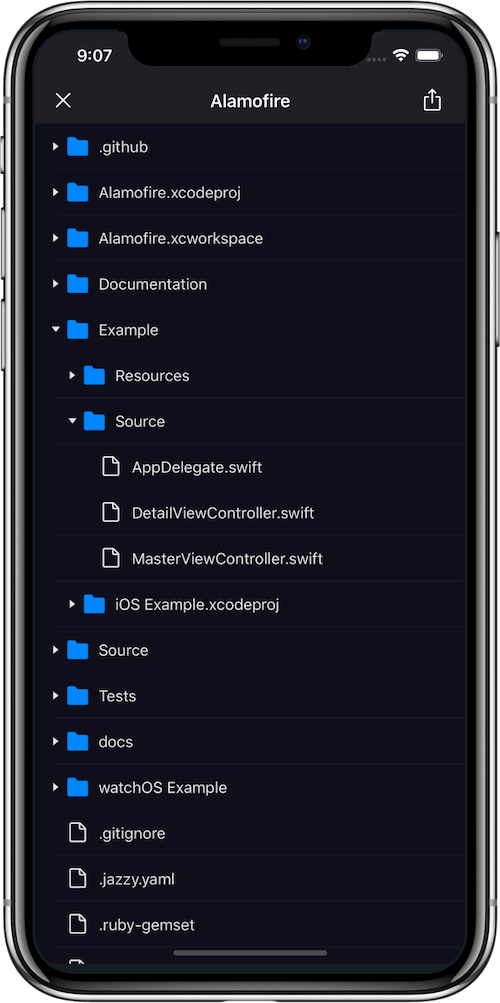 9:07
Alamofire
.github
Alamofire.xcodeproj
Alamofire.xcworkspace
Documentation
Example
Resources
Source
AppDelegate.swift
DetailViewController.swift
MasterViewController.swift
iOS Example.xcodeproj
Source
Tests
docs
watchOS Example
.gitignore
.jazzy.yaml
.ruby-gemset